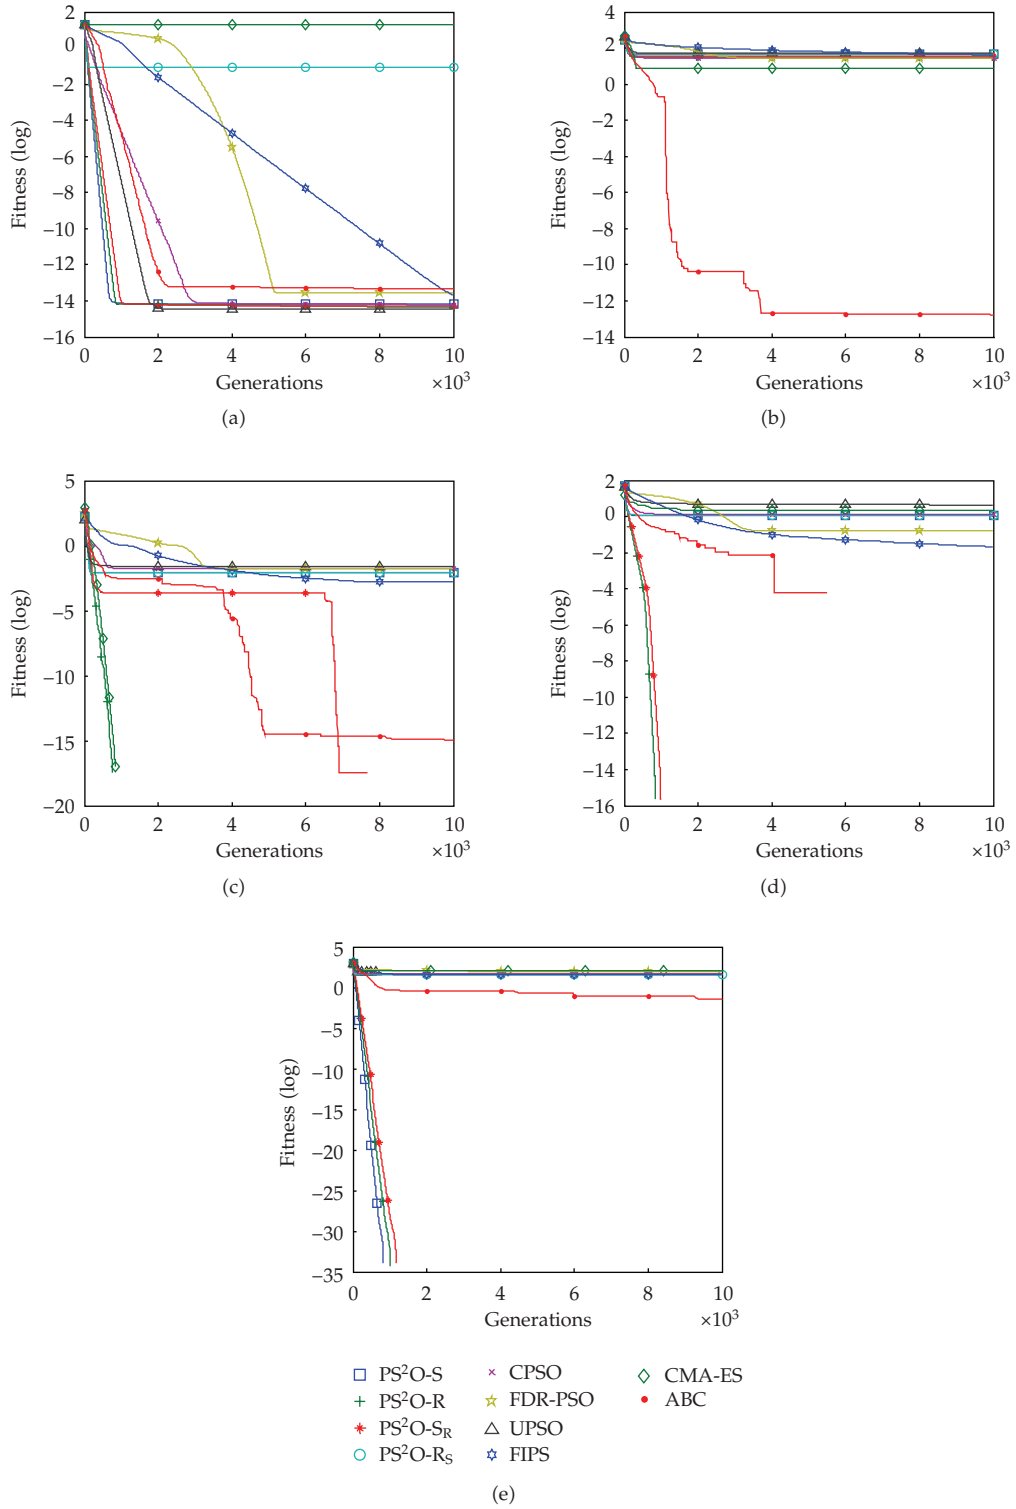 2
0
−2
−4
−6
−8
−10
−12
−14
−16
Fitness (log)
0 2 4 6 8 10
Generations ×10³
(a)
4
2
0
−2
−4
−6
−8
−10
−12
−14
Fitness (log)
0 2 4 6 8 10
Generations ×10³
(b)
5
0
−5
−10
−15
−20
Fitness (log)
0 2 4 6 8 10
Generations ×10³
(c)
2
0
−2
−4
−6
−8
−10
−12
−14
−16
Fitness (log)
0 2 4 6 8 10
Generations ×10³
(d)
5
0
−5
−10
−15
−20
−25
−30
−35
Fitness (log)
0 2 4 6 8 10
Generations ×10³
PS²O-S
PS²O-R
PS²O-S_R
PS²O-R_S
CPSO
FDR-PSO
UPSO
FIPS
CMA-ES
ABC
(e)